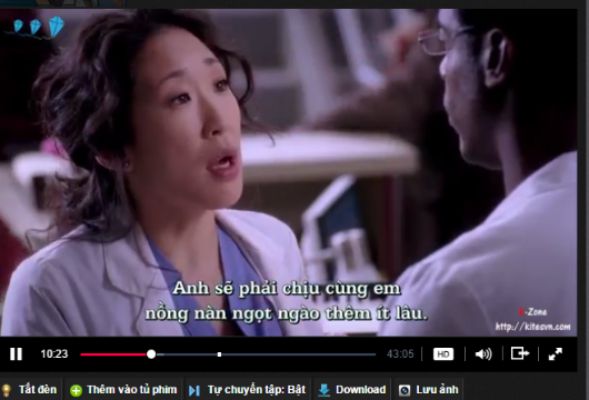 Anh sẽ phải chịu cùng em
nồng nàn ngọt ngào thêm ít lâu.
K-Zone
http://kitesvn.com
10:23
43:05
HD
Tắt đèn
Thêm vào tủ phim
Tự chuyển tập: Bật
Download
Lưu ảnh